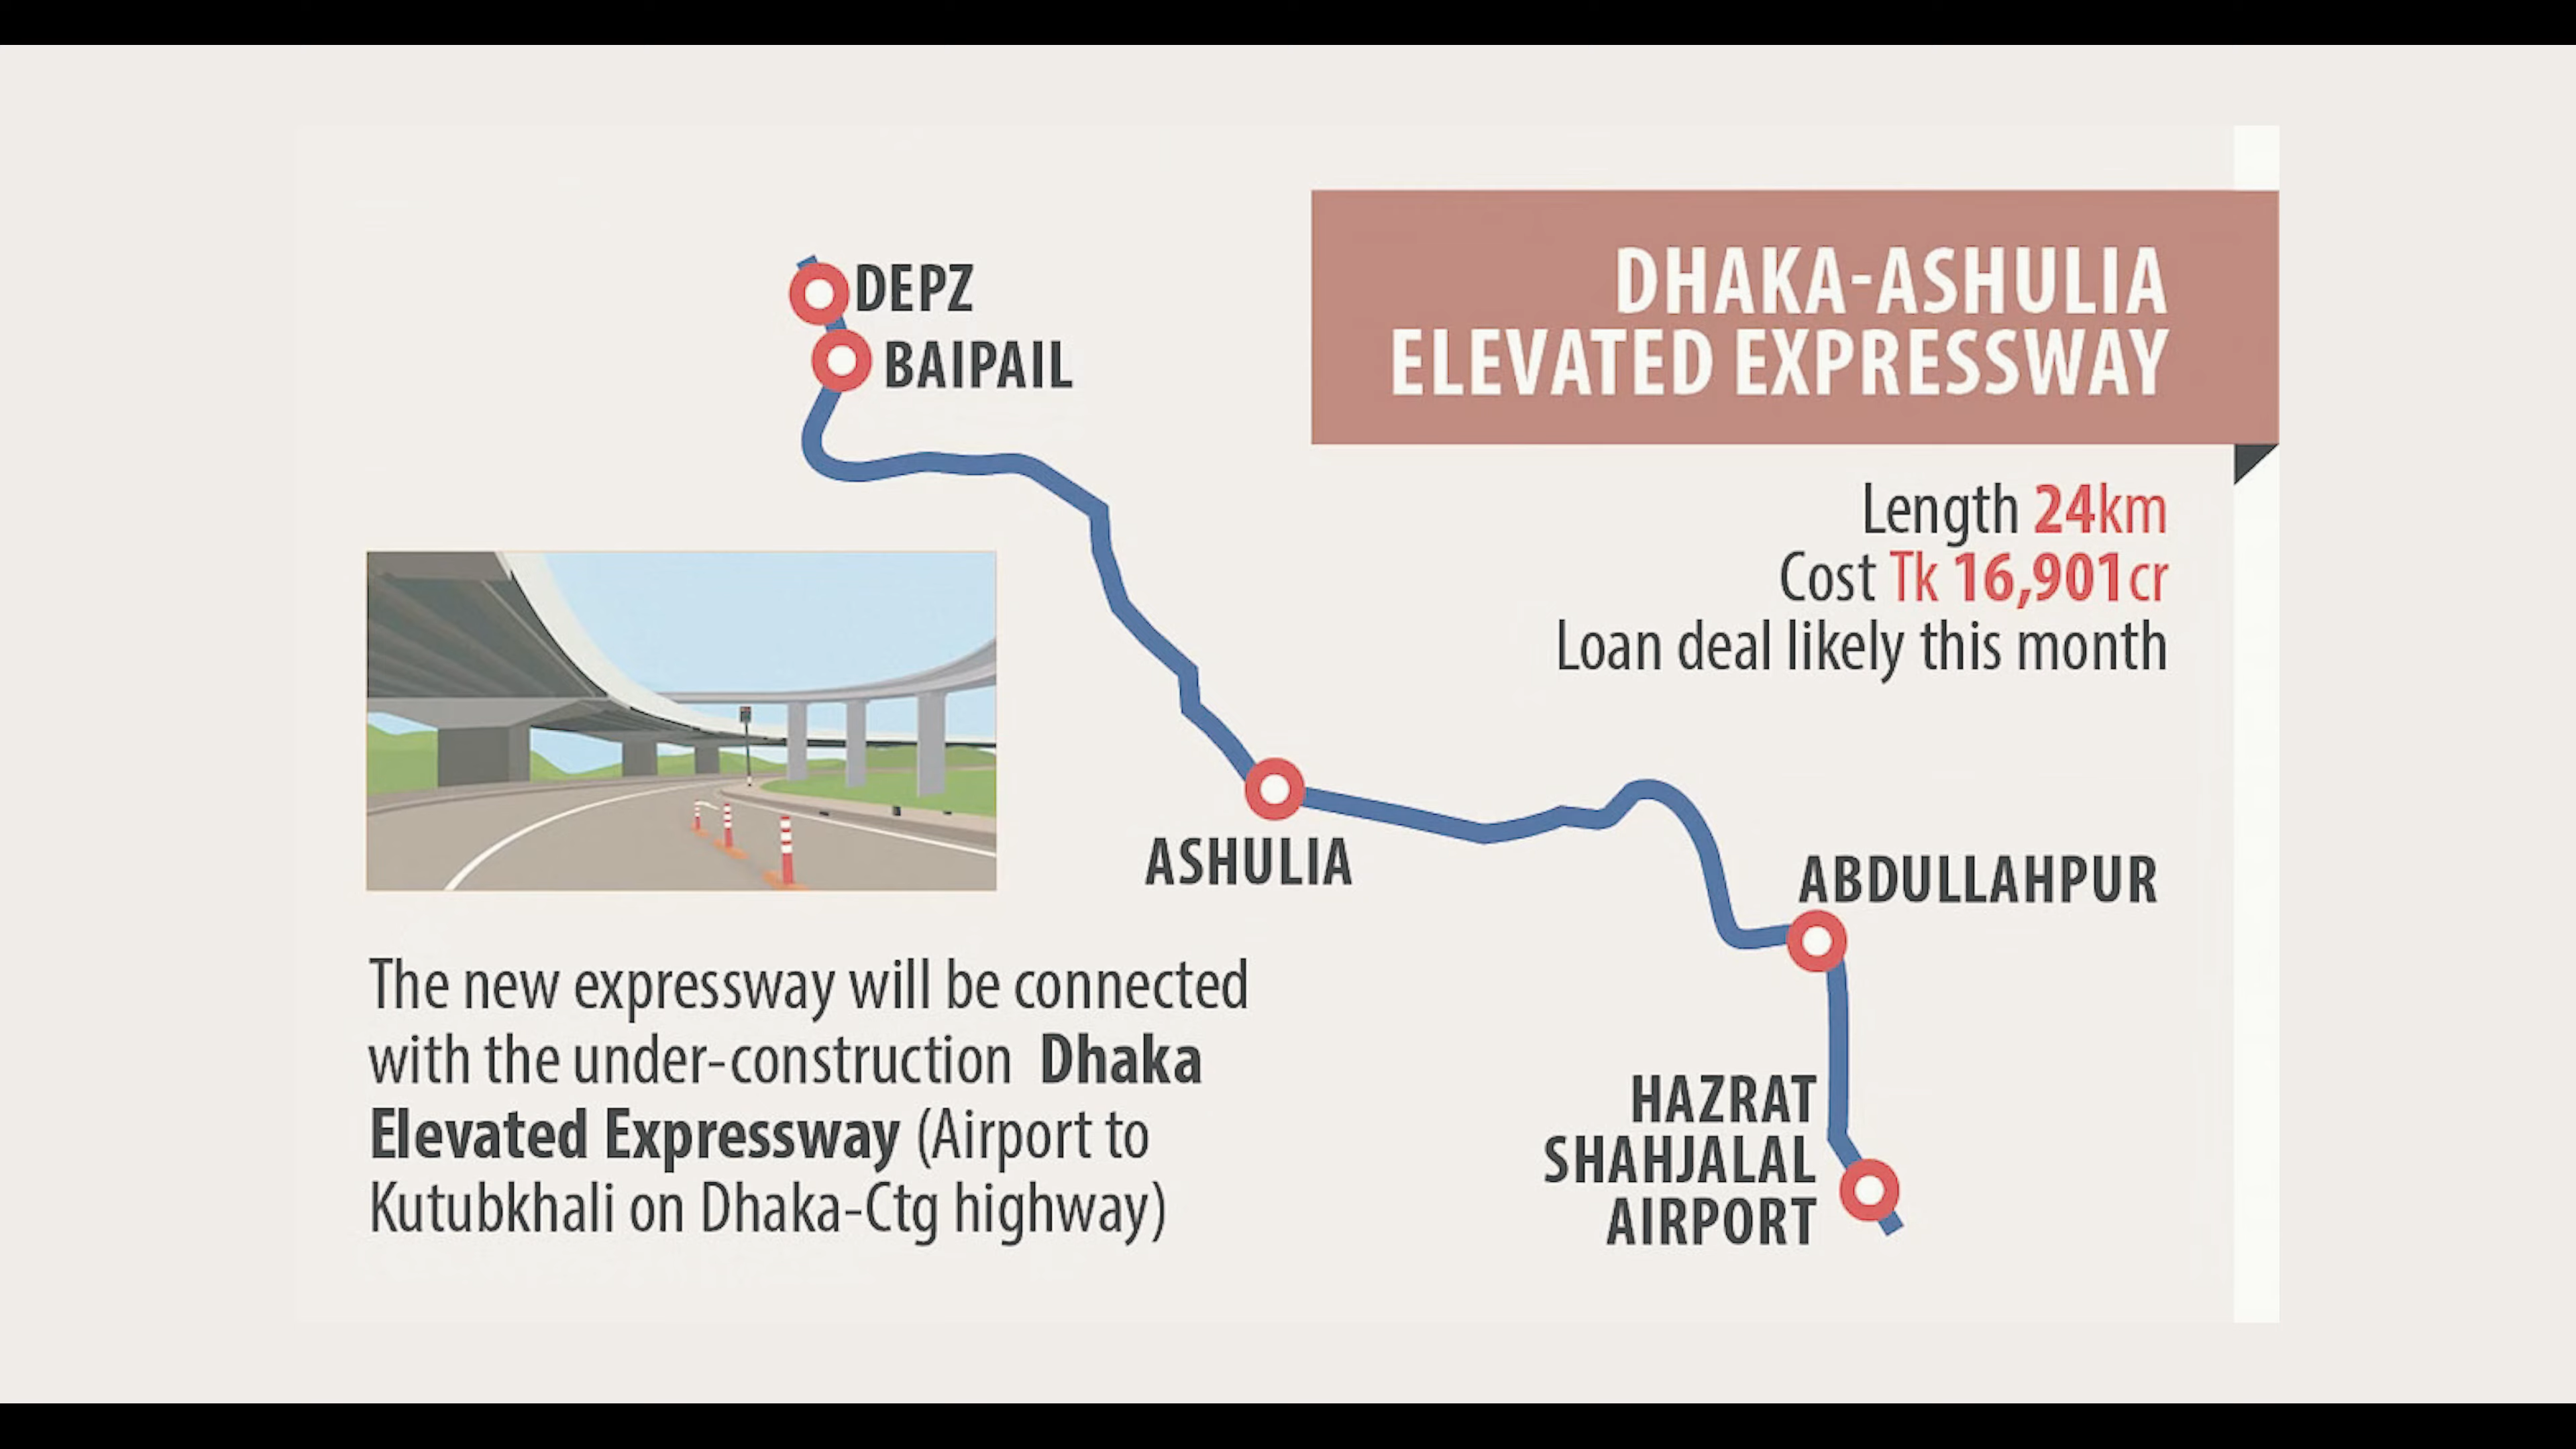 DHAKA-ASHULIA
ELEVATED EXPRESSWAY
Length 24km
Cost Tk 16,901cr
Loan deal likely this month
DEPZ
BAIPAIL
ASHULIA
ABDULLAHPUR
HAZRAT
SHAHJALAL
AIRPORT
The new expressway will be connected
with the under-construction Dhaka
Elevated Expressway (Airport to
Kutubkhali on Dhaka-Ctg highway)